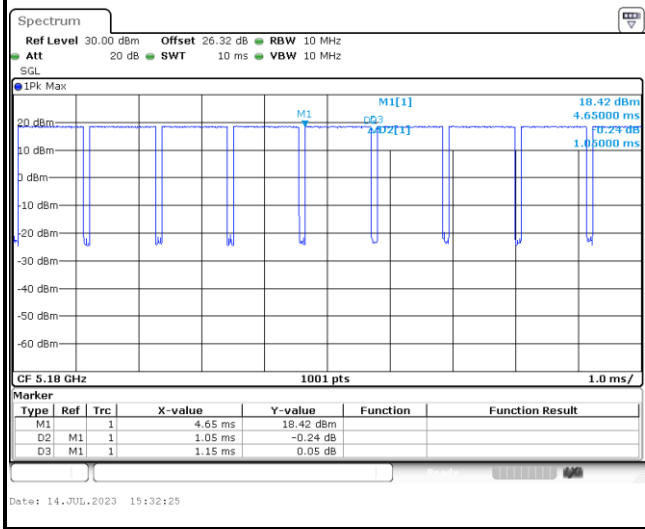 Spectrum
Ref Level 30.00 dBm Offset 26.32 dB RBW 10 MHz
Att 20 dB SWT 10 ms VBW 10 MHz
SGL
1Pk Max
M1[1] 18.42 dBm
4.65000 ms
D2[1] -0.24 dB
1.05000 ms
M1
D3
20 dBm
10 dBm
0 dBm
-10 dBm
-20 dBm
-30 dBm
-40 dBm
-50 dBm
-60 dBm
CF 5.18 GHz 1001 pts 1.0 ms/
Marker
Type Ref Trc X-value Y-value Function Function Result
M1 1 4.65 ms 18.42 dBm
D2 M1 1 1.05 ms -0.24 dB
D3 M1 1 1.15 ms 0.05 dB
Ready
Date: 14.JUL.2023 15:32:25